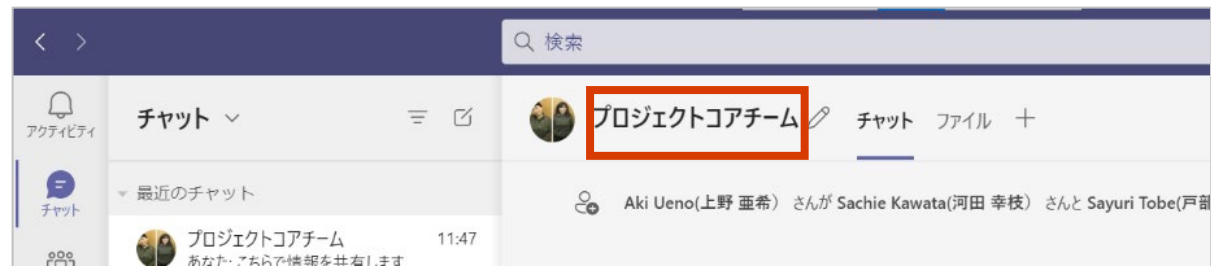 検索
アクティビティ
チャット
チャット
最近のチャット
プロジェクトコアチーム 11:47
あなた: こちらで情報を共有します
プロジェクトコアチーム チャット ファイル
Aki Ueno(上野 亜希） さんが Sachie Kawata(河田 幸枝） さんと Sayuri Tobe(戸部